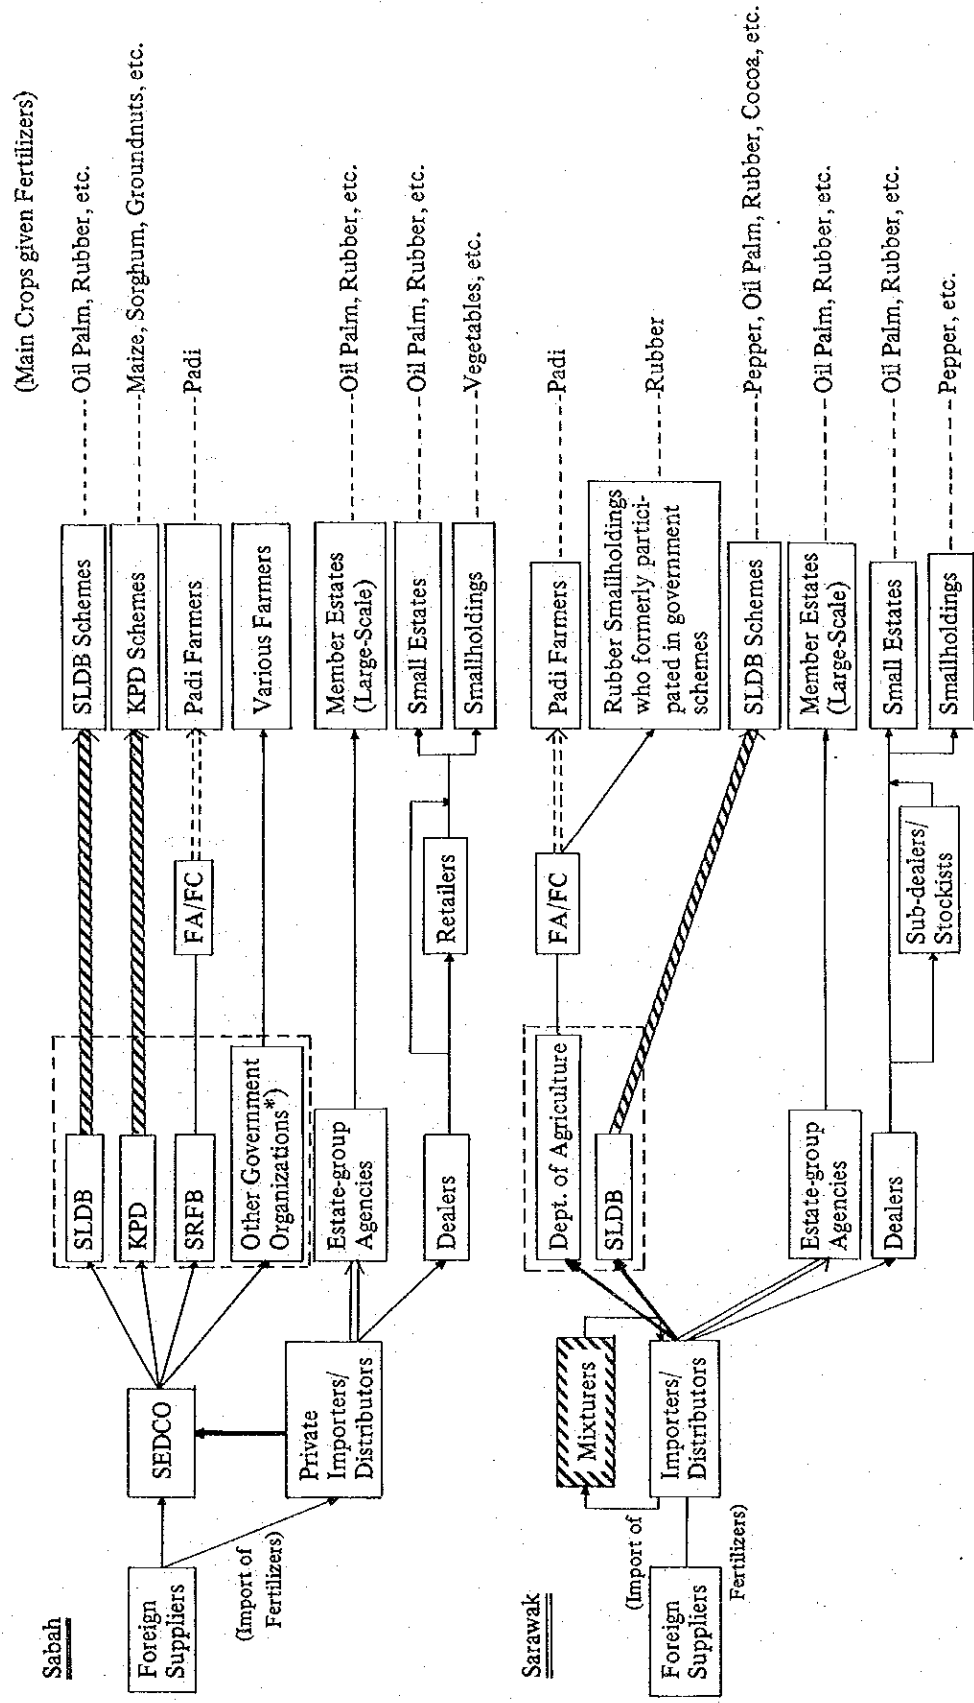 (Main Crops given Fertilizers)
Sabah
Foreign
Suppliers
(Import of
Fertilizers)
SEDCO
Private
Importers/
Distributors
SLDB
KPD
SRFB
Other Government
Organizations*)
Estate-group
Agencies
Dealers
FA/FC
Retailers
SLDB Schemes
Oil Palm, Rubber, etc.
KPD Schemes
Maize, Sorghum, Groundnuts, etc.
Padi Farmers
Padi
Various Farmers
Member Estates
(Large-Scale)
Oil Palm, Rubber, etc.
Small Estates
Oil Palm, Rubber, etc.
Smallholdings
Vegetables, etc.
Sarawak
Foreign
Suppliers
(Import of
Fertilizers)
Mixturers
Importers/
Distributors
Dept. of Agriculture
SLDB
Estate-group
Agencies
Dealers
FA/FC
Sub-dealers/
Stockists
Padi Farmers
Padi
Rubber Smallholdings
who formerly partici-
pated in government
schemes
Rubber
SLDB Schemes
Pepper, Oil Palm, Rubber, Cocoa, etc.
Member Estates
(Large-Scale)
Oil Palm, Rubber, etc.
Small Estates
Oil Palm, Rubber, etc.
Smallholdings
Pepper, etc.